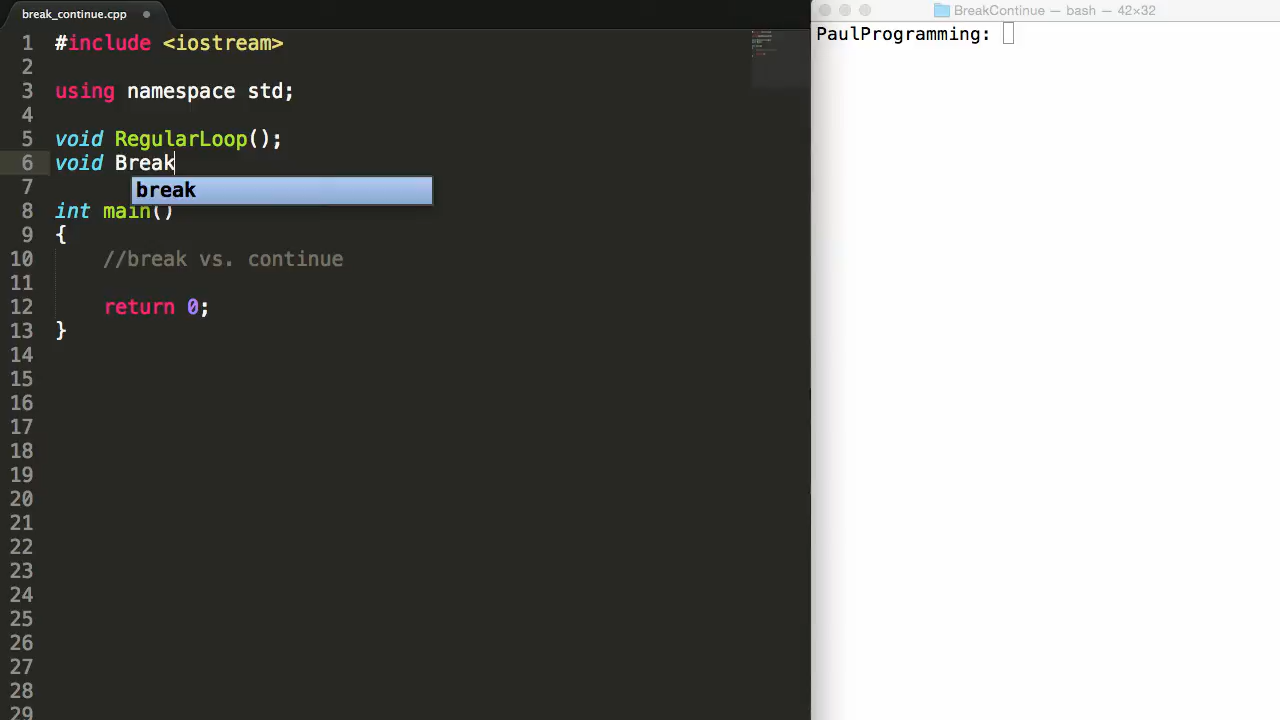 break_continue.cpp
1 #include <iostream>
2
3 using namespace std;
4
5 void RegularLoop();
6 void Break
break
7
8 int main()
9 {
10 //break vs. continue
11
12 return 0;
13 }
14
15
16
17
18
19
20
21
22
23
24
25
26
27
28
29
BreakContinue — bash — 42×32
PaulProgramming: